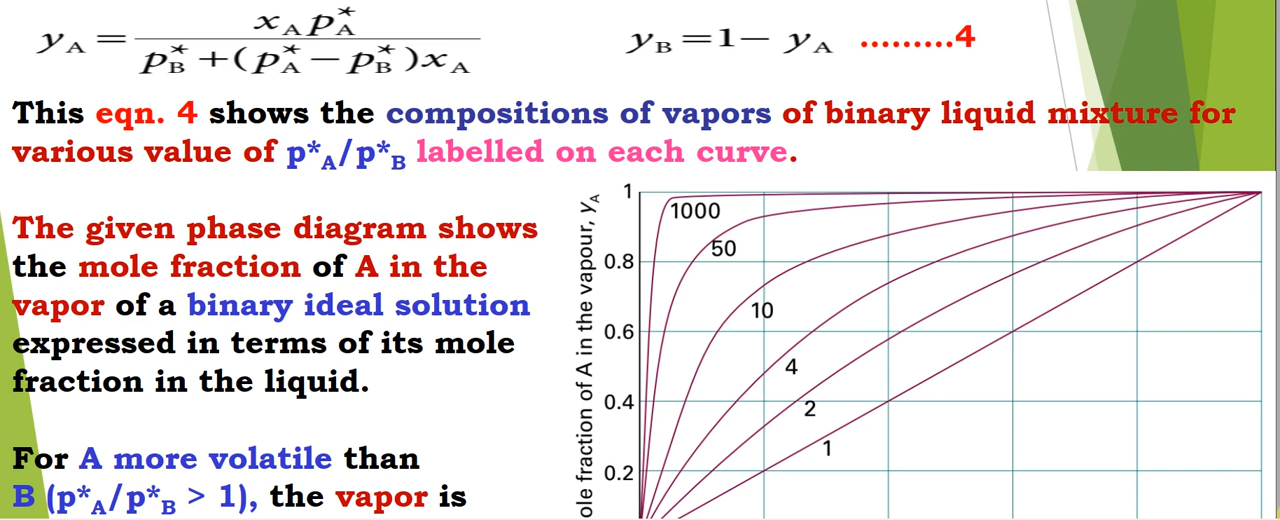 yA = xA p*A / p*B + (p*A − p*B)xA
yB = 1 − yA .........4
This eqn. 4 shows the compositions of vapors of binary liquid mixture for
various value of p*A/p*B labelled on each curve.
The given phase diagram shows
the mole fraction of A in the
vapor of a binary ideal solution
expressed in terms of its mole
fraction in the liquid.
For A more volatile than
B (p*A/p*B > 1), the vapor is
ole fraction of A in the vapour, yA
1
0.8
0.6
0.4
0.2
1000
50
10
4
2
1